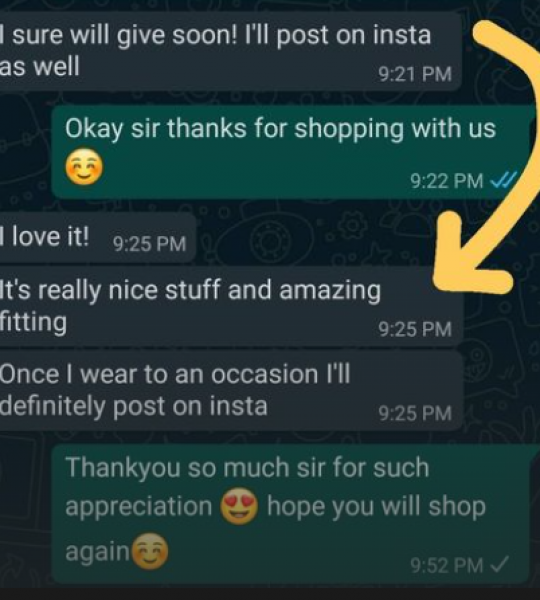 I sure will give soon! I'll post on insta
as well
9:21 PM
Okay sir thanks for shopping with us
😊
9:22 PM
I love it! 9:25 PM
It's really nice stuff and amazing
fitting
9:25 PM
Once I wear to an occasion I'll
definitely post on insta
9:25 PM
Thankyou so much sir for such
appreciation 😍 hope you will shop
again😊
9:52 PM